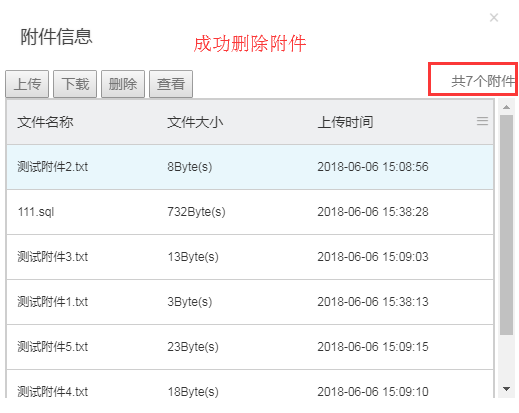 ×
附件信息
成功删除附件
上传 下载 删除 查看 共7个附件
文件名称 文件大小 上传时间
测试附件2.txt 8Byte(s) 2018-06-06 15:08:56
111.sql 732Byte(s) 2018-06-06 15:38:28
测试附件3.txt 13Byte(s) 2018-06-06 15:09:03
测试附件1.txt 3Byte(s) 2018-06-06 15:38:13
测试附件5.txt 23Byte(s) 2018-06-06 15:09:15
测试附件4.txt 18Byte(s) 2018-06-06 15:09:10